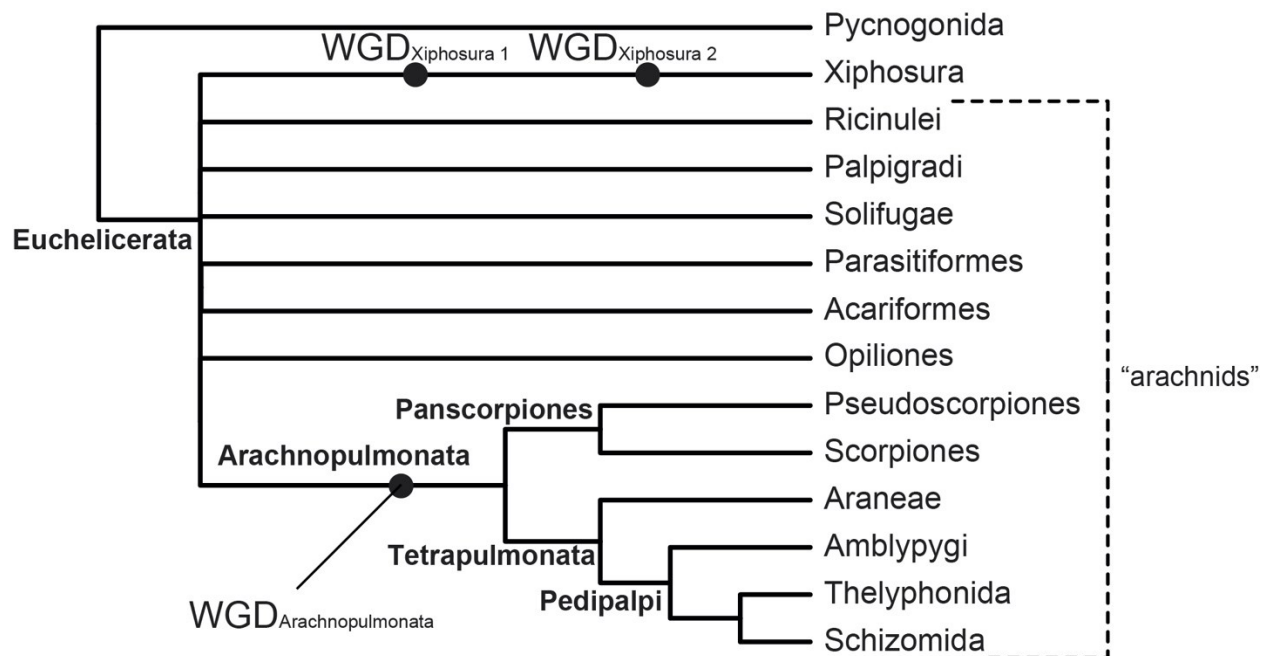 Pycnogonida
WGDXiphosura 1 WGDXiphosura 2
Xiphosura
Ricinulei
Palpigradi
Solifugae
Euchelicerata
Parasitiformes
Acariformes
Opiliones
“arachnids”
Panscorpiones
Pseudoscorpiones
Arachnopulmonata
Scorpiones
Araneae
Tetrapulmonata
Amblypygi
Pedipalpi
Thelyphonida
WGDArachnopulmonata
Schizomida